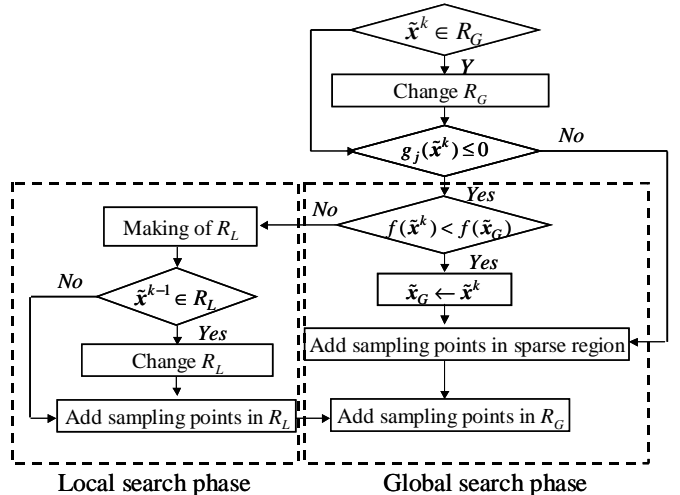 x̃ᵏ ∈ R_G
Y
Change R_G
g_j(x̃ᵏ) ≤ 0
No
Yes
No
Making of R_L
f(x̃ᵏ) < f(x̃_G)
No
Yes
x̃ᵏ⁻¹ ∈ R_L
x̃_G ← x̃ᵏ
Yes
Change R_L
Add sampling points in sparse region
Add sampling points in R_L
Add sampling points in R_G
Local search phase
Global search phase